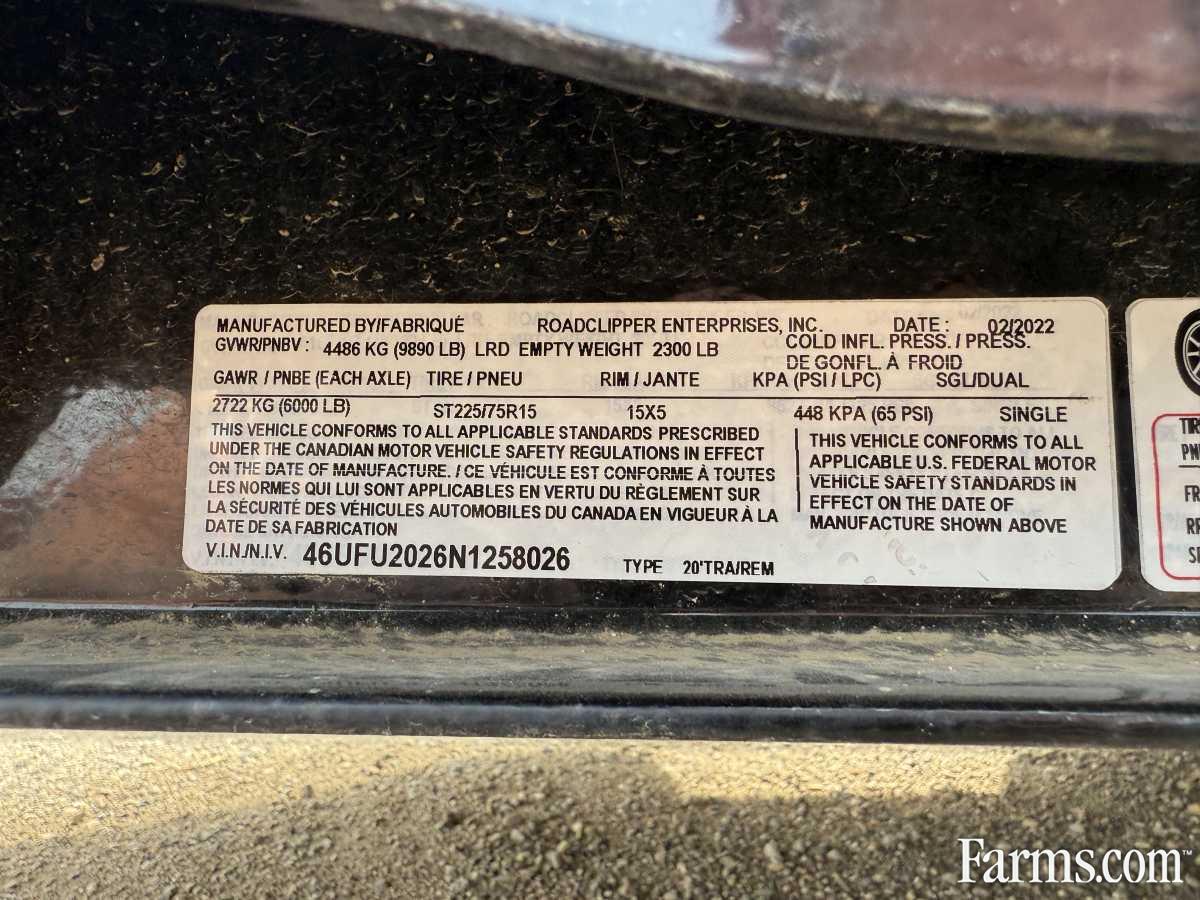 MANUFACTURED BY/FABRIQUÉ ROADCLIPPER ENTERPRISES, INC. DATE : 02/2022
GVWR/PNBV : 4486 KG (9890 LB) LRD EMPTY WEIGHT 2300 LB COLD INFL. PRESS. / PRESS.
DE GONFL. À FROID
GAWR / PNBE (EACH AXLE) TIRE / PNEU RIM / JANTE KPA (PSI / LPC) SGL/DUAL
2722 KG (6000 LB) ST225/75R15 15X5 448 KPA (65 PSI) SINGLE
THIS VEHICLE CONFORMS TO ALL APPLICABLE STANDARDS PRESCRIBED
UNDER THE CANADIAN MOTOR VEHICLE SAFETY REGULATIONS IN EFFECT
ON THE DATE OF MANUFACTURE. / CE VÉHICULE EST CONFORME À TOUTES
LES NORMES QUI LUI SONT APPLICABLES EN VERTU DU RÈGLEMENT SUR
LA SÉCURITÉ DES VÉHICULES AUTOMOBILES DU CANADA EN VIGUEUR À LA
DATE DE SA FABRICATION
THIS VEHICLE CONFORMS TO ALL
APPLICABLE U.S. FEDERAL MOTOR
VEHICLE SAFETY STANDARDS IN
EFFECT ON THE DATE OF
MANUFACTURE SHOWN ABOVE
V.I.N./N.I.V. 46UFU2026N1258026 TYPE 20'TRA/REM
Farms.com™